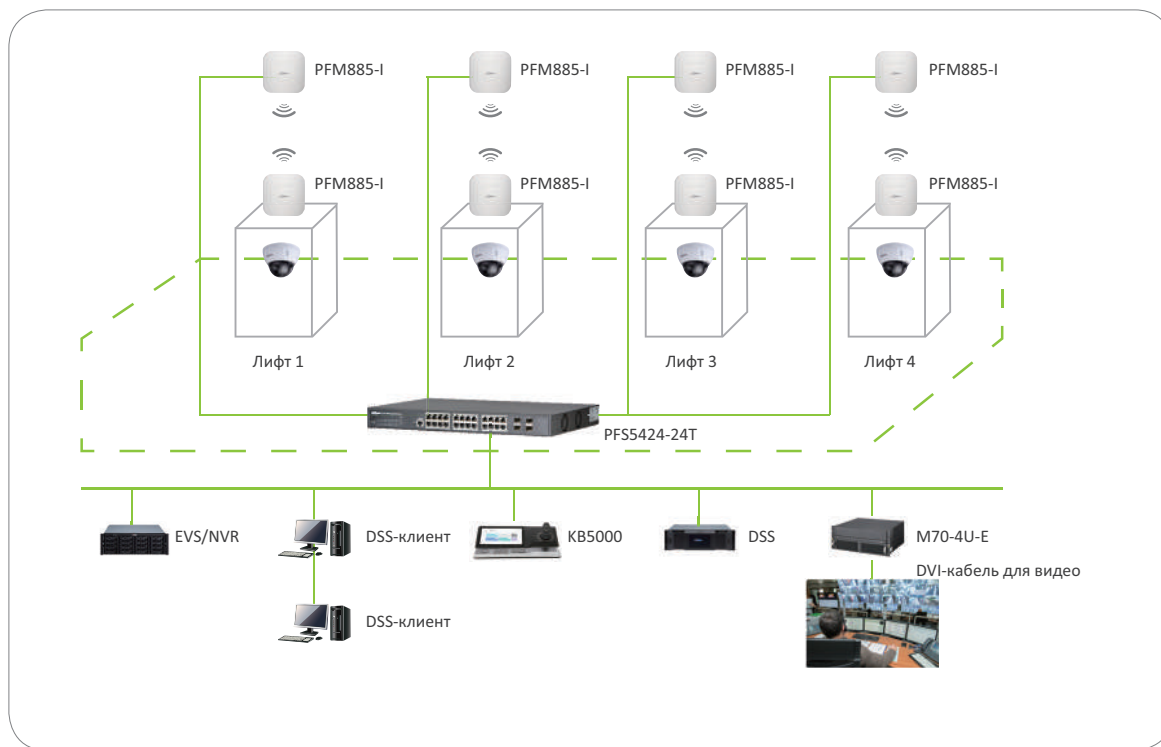 PFM885-I
PFM885-I
PFM885-I
PFM885-I
PFM885-I
PFM885-I
PFM885-I
PFM885-I
Лифт 1
Лифт 2
Лифт 3
Лифт 4
PFS5424-24T
EVS/NVR
DSS-клиент
KB5000
DSS
M70-4U-E
DVI-кабель для видео
DSS-клиент